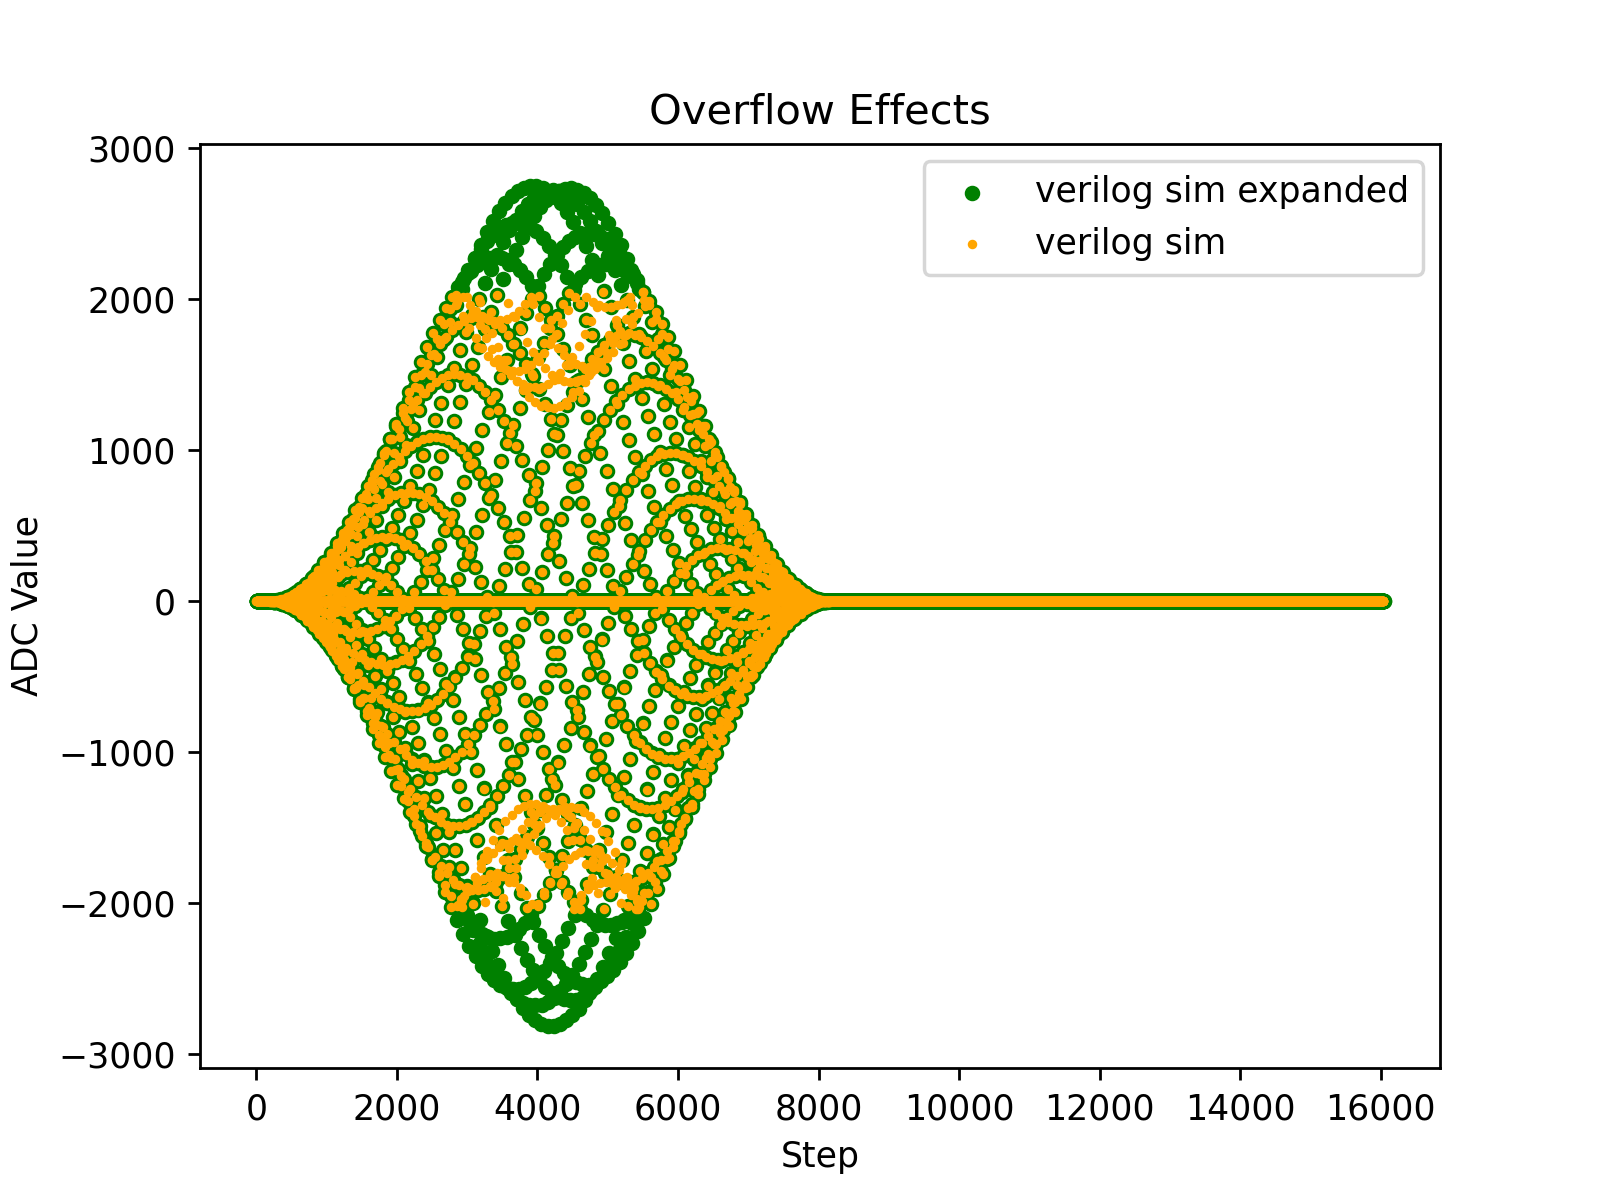 Overflow Effects
verilog sim expanded
verilog sim
ADC Value
3000
2000
1000
0
−1000
−2000
−3000
0 2000 4000 6000 8000 10000 12000 14000 16000
Step